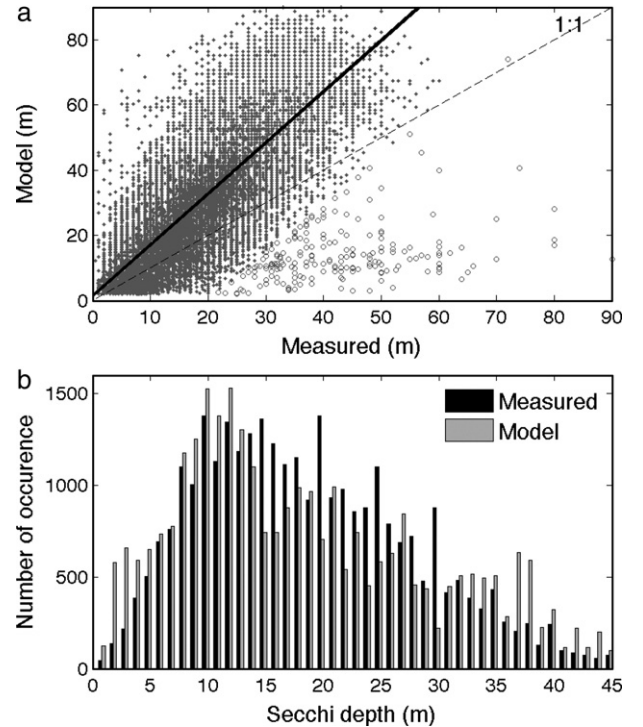 a
1:1
80
60
40
20
0
Model (m)
0 10 20 30 40 50 60 70 80 90
Measured (m)
b
1500
1000
500
0
Number of occurence
Measured
Model
0 5 10 15 20 25 30 35 40 45
Secchi depth (m)